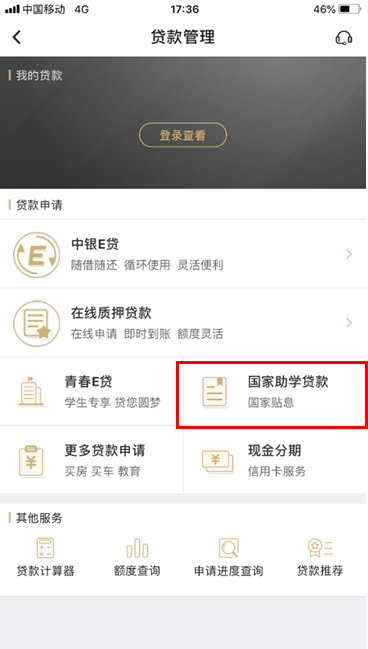 中国移动 4G 17:36 46%
贷款管理
我的贷款
登录查看
贷款申请
中银E贷
随借随还 循环使用 灵活便利
在线质押贷款
在线申请 即时到账 额度灵活
青春E贷
学生专享 贷您圆梦
国家助学贷款
国家贴息
更多贷款申请
买房 买车 教育
现金分期
信用卡服务
其他服务
贷款计算器 额度查询 申请进度查询 贷款推荐